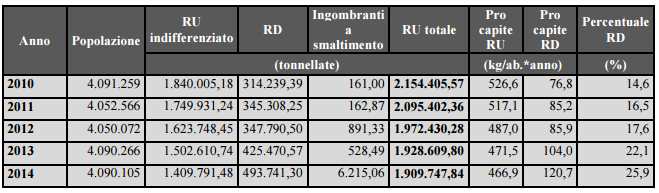 Anno Popolazione RU indifferenziato RD Ingombranti a smaltimento RU totale Pro capite RU Pro capite RD Percentuale RD
(tonnellate) (kg/ab.*anno) (%)
2010 4.091.259 1.840.005,18 314.239,39 161,00 2.154.405,57 526,6 76,8 14,6
2011 4.052.566 1.749.931,24 345.308,25 162,87 2.095.402,36 517,1 85,2 16,5
2012 4.050.072 1.623.748,45 347.790,50 891,33 1.972.430,28 487,0 85,9 17,6
2013 4.090.266 1.502.610,74 425.470,57 528,49 1.928.609,80 471,5 104,0 22,1
2014 4.090.105 1.409.791,48 493.741,30 6.215,06 1.909.747,84 466,9 120,7 25,9